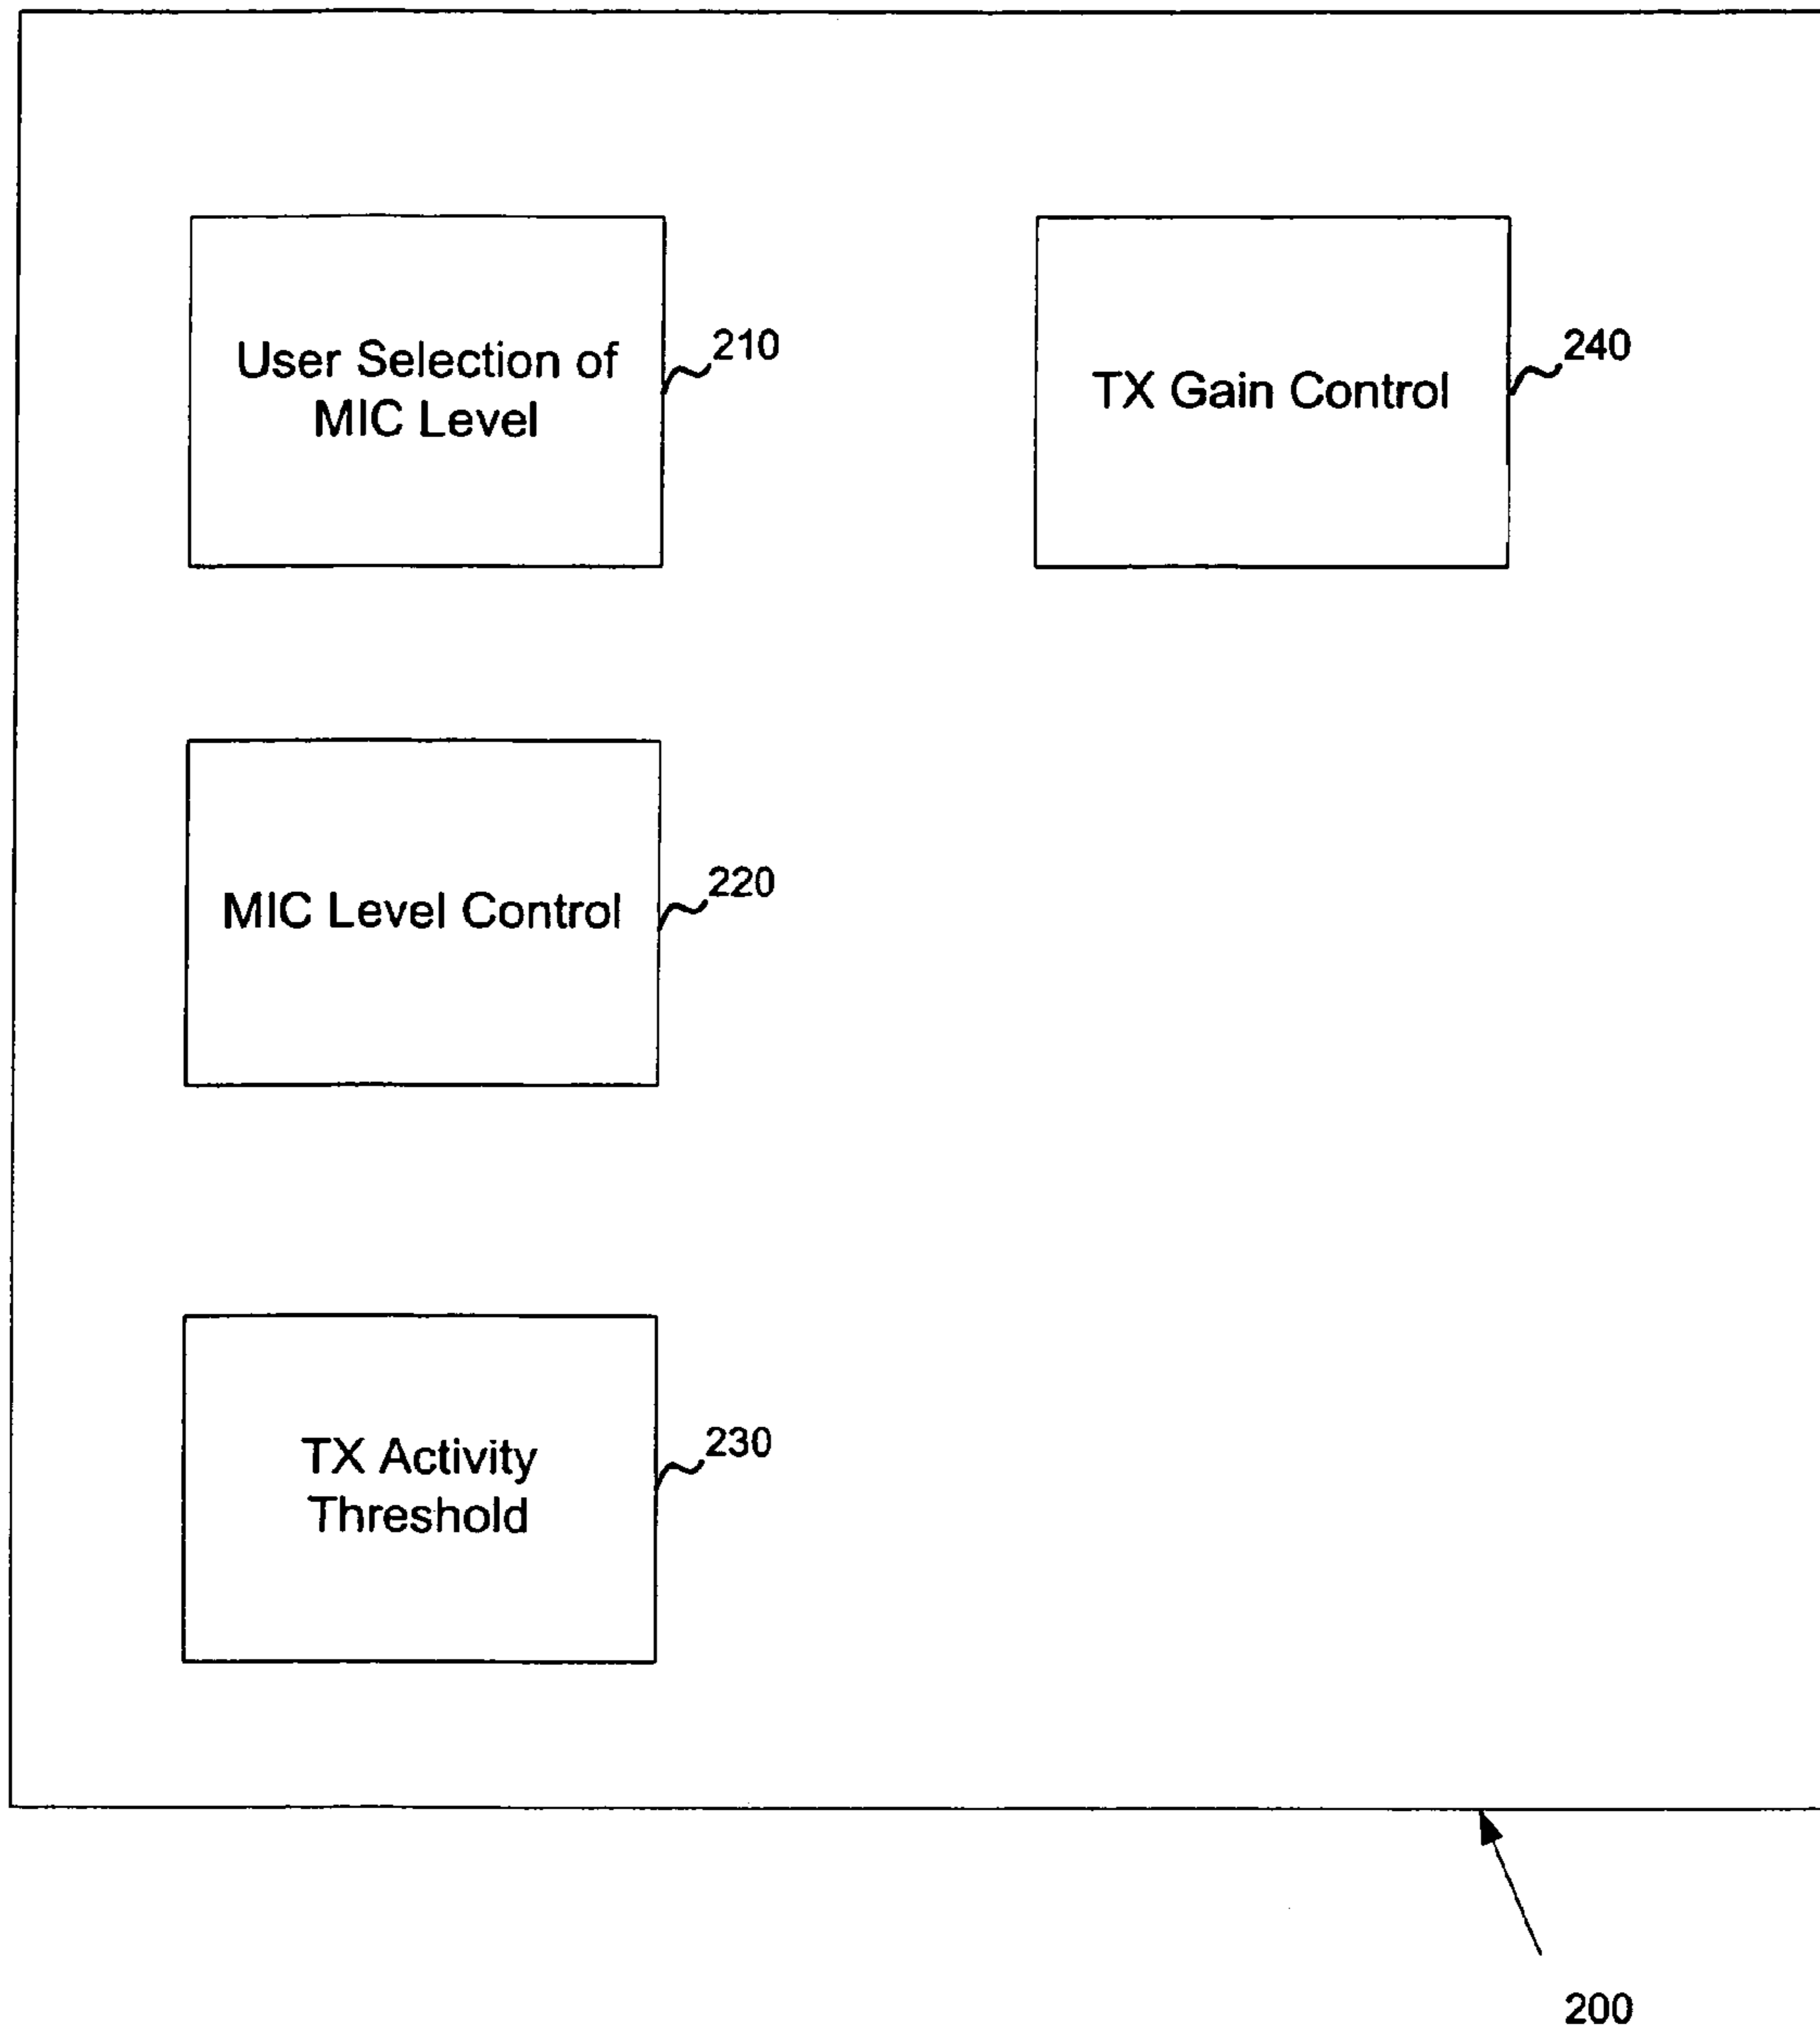 User Selection of
MIC Level
210
TX Gain Control
240
MIC Level Control
220
TX Activity
Threshold
230
200